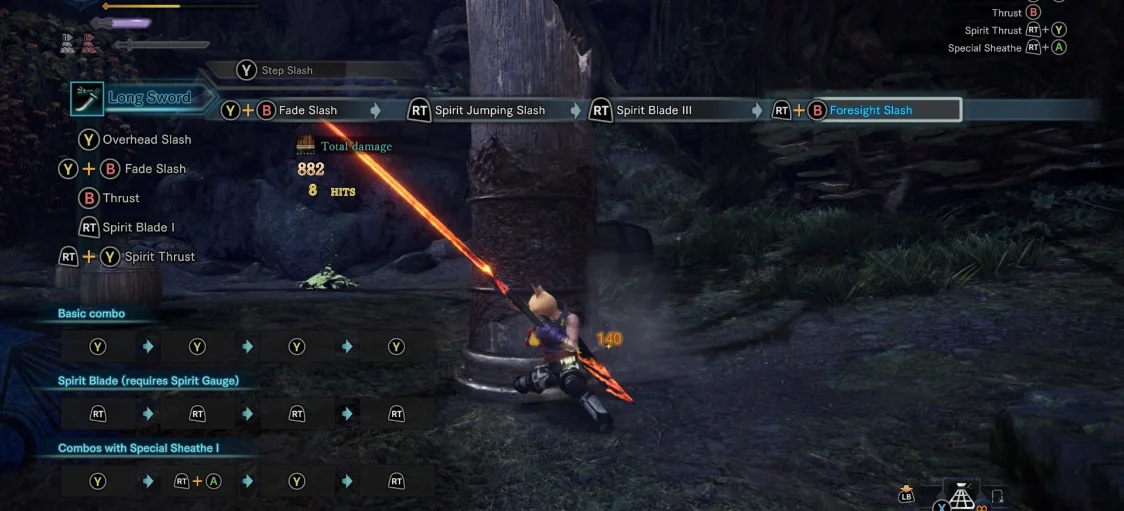 Thrust B
Spirit Thrust RT + Y
Special Sheathe RT + A
Y Step Slash
Long Sword
Y + B Fade Slash RT Spirit Jumping Slash RT Spirit Blade III RT + B Foresight Slash
Y Overhead Slash
Total damage
882
8 HITS
Y + B Fade Slash
B Thrust
RT Spirit Blade I
RT + Y Spirit Thrust
Basic combo
140
Y Y Y Y
Spirit Blade (requires Spirit Gauge)
RT RT RT RT
Combos with Special Sheathe I
Y RT + A Y RT
LB
X